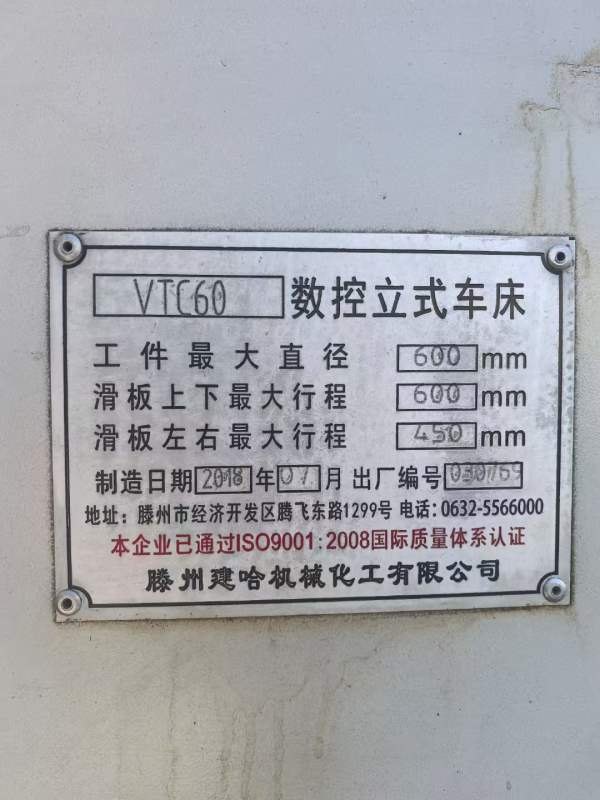 VTC60 数控立式车床
工件最大直径 600 mm
滑板上下最大行程 600 mm
滑板左右最大行程 450 mm
制造日期 2018 年 07 月 出厂编号 030769
地址：滕州市经济开发区腾飞东路1299号 电话：0632-5566000
本企业已通过ISO9001：2008国际质量体系认证
滕州建哈机械化工有限公司